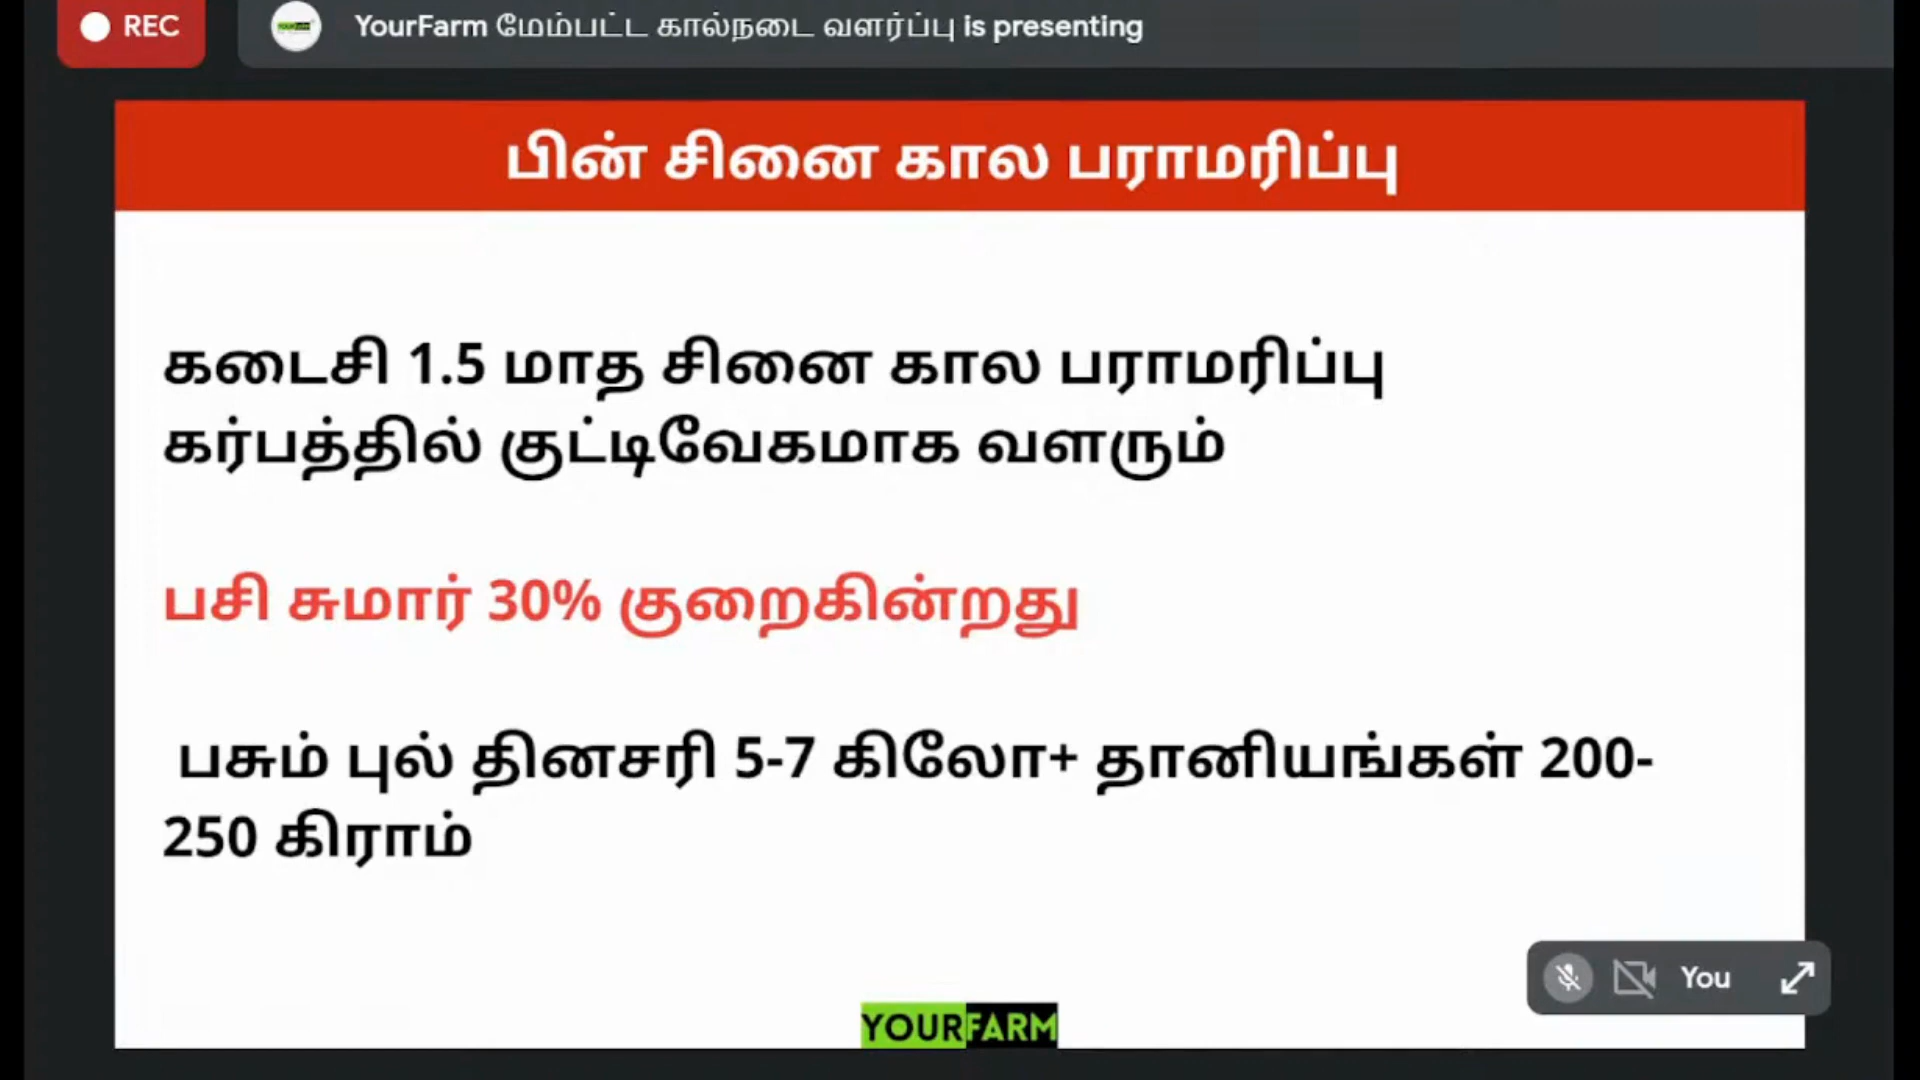 REC
YourFarm மேம்பட்ட கால்நடை வளர்ப்பு is presenting
பின் சினை கால பராமரிப்பு
கடைசி 1.5 மாத சினை கால பராமரிப்பு
கர்பத்தில் குட்டிவேகமாக வளரும்
பசி சுமார் 30% குறைகின்றது
பசும் புல் தினசரி 5-7 கிலோ+ தானியங்கள் 200-
250 கிராம்
You
YOURFARM